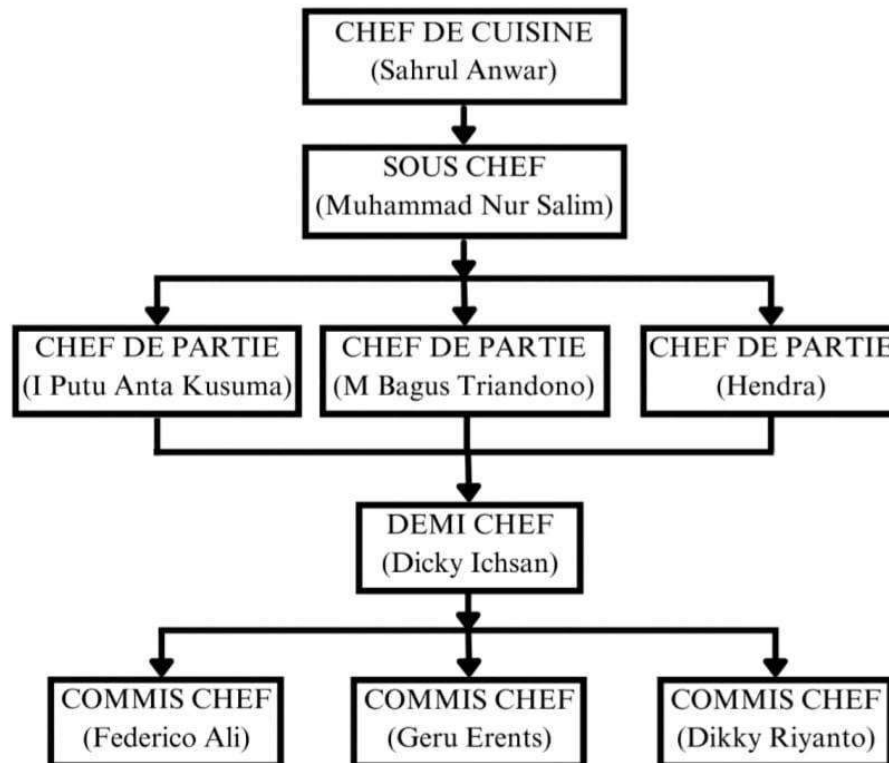 CHEF DE CUISINE
(Sahrul Anwar)
SOUS CHEF
(Muhammad Nur Salim)
CHEF DE PARTIE
(I Putu Anta Kusuma)
CHEF DE PARTIE
(M Bagus Triandono)
CHEF DE PARTIE
(Hendra)
DEMI CHEF
(Dicky Ichsan)
COMMIS CHEF
(Federico Ali)
COMMIS CHEF
(Geru Erents)
COMMIS CHEF
(Dikky Riyanto)